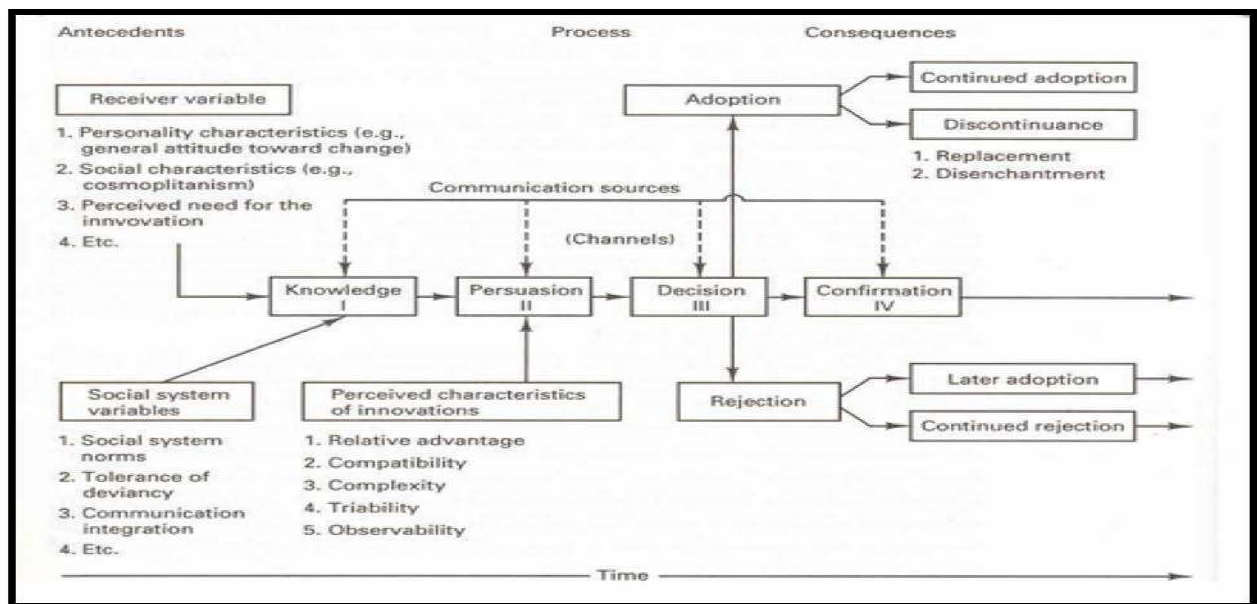 Antecedents
Process
Consequences
Receiver variable
1. Personality characteristics (e.g.,
general attitude toward change)
2. Social characteristics (e.g.,
cosmoplitanism)
3. Perceived need for the
innvovation
4. Etc.
Adoption
Continued adoption
Discontinuance
1. Replacement
2. Disenchantment
Communication sources
(Channels)
Knowledge
I
Persuasion
II
Decision
III
Confirmation
IV
Social system
variables
1. Social system
norms
2. Tolerance of
deviancy
3. Communication
integration
4. Etc.
Perceived characteristics
of innovations
1. Relative advantage
2. Compatibility
3. Complexity
4. Triability
5. Observability
Rejection
Later adoption
Continued rejection
Time